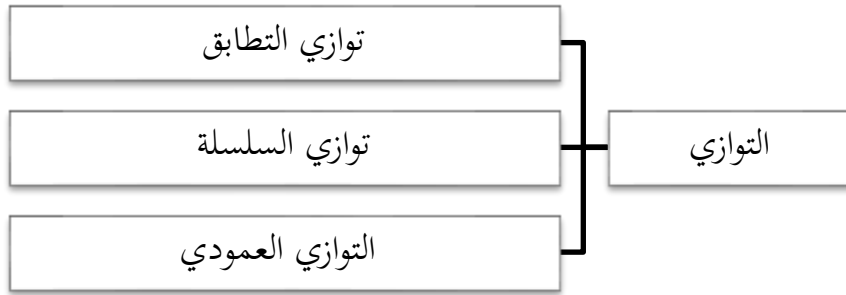 التوازي
توازي التطابق
توازي السلسلة
التوازي العمودي